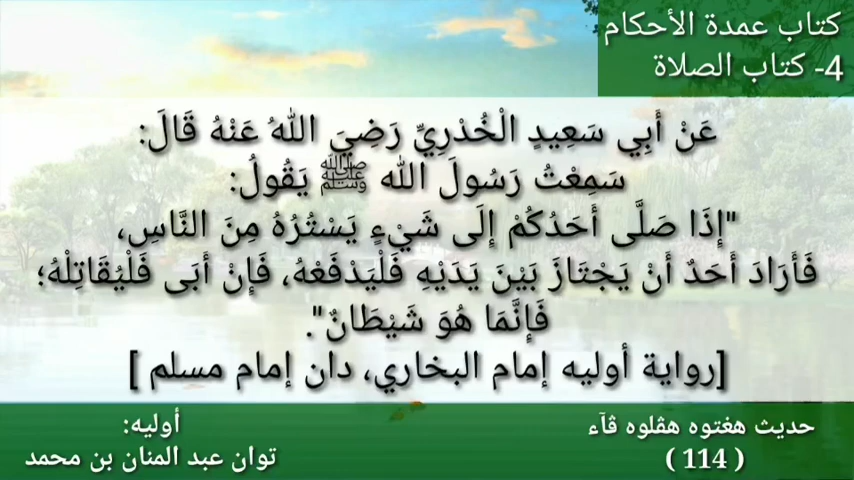 كتاب عمدة الأحكام
4- كتاب الصلاة
عَنْ أَبِي سَعِيدٍ الْخُدْرِيِّ رَضِيَ اللهُ عَنْهُ قَالَ:
سَمِعْتُ رَسُولَ الله ﷺ يَقُولُ:
"إِذَا صَلَّى أَحَدُكُمْ إِلَى شَيْءٍ يَسْتُرُهُ مِنَ النَّاسِ،
فَأَرَادَ أَحَدٌ أَنْ يَجْتَازَ بَيْنَ يَدَيْهِ فَلْيَدْفَعْهُ، فَإِنْ أَبَى فَلْيُقَاتِلْهُ؛
فَإِنَّمَا هُوَ شَيْطَانٌ".
[رواية أوليه إمام البخاري، دان إمام مسلم ]
حديث هڠتوه هڤلوه ڤآء
( 114 )
أوليه:
توان عبد المنان بن محمد